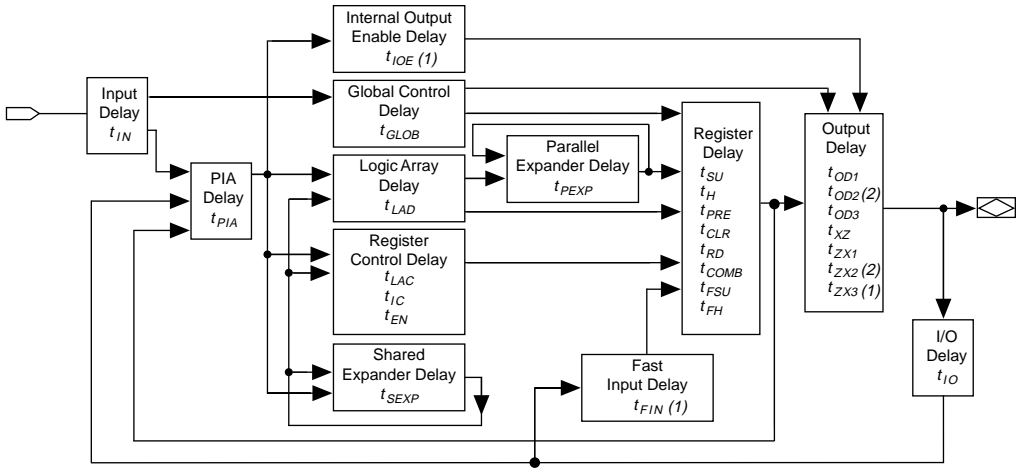 Internal Output
Enable Delay
tIOE (1)
Input
Delay
tIN
Global Control
Delay
tGLOB
Register
Delay
tSU
tH
tPRE
tCLR
tRD
tCOMB
tFSU
tFH
Output
Delay
tOD1
tOD2 (2)
tOD3
tXZ
tZX1
tZX2 (2)
tZX3 (1)
PIA
Delay
tPIA
Logic Array
Delay
tLAD
Parallel
Expander Delay
tPEXP
Register
Control Delay
tLAC
tIC
tEN
Shared
Expander Delay
tSEXP
Fast
Input Delay
tFIN (1)
I/O
Delay
tIO